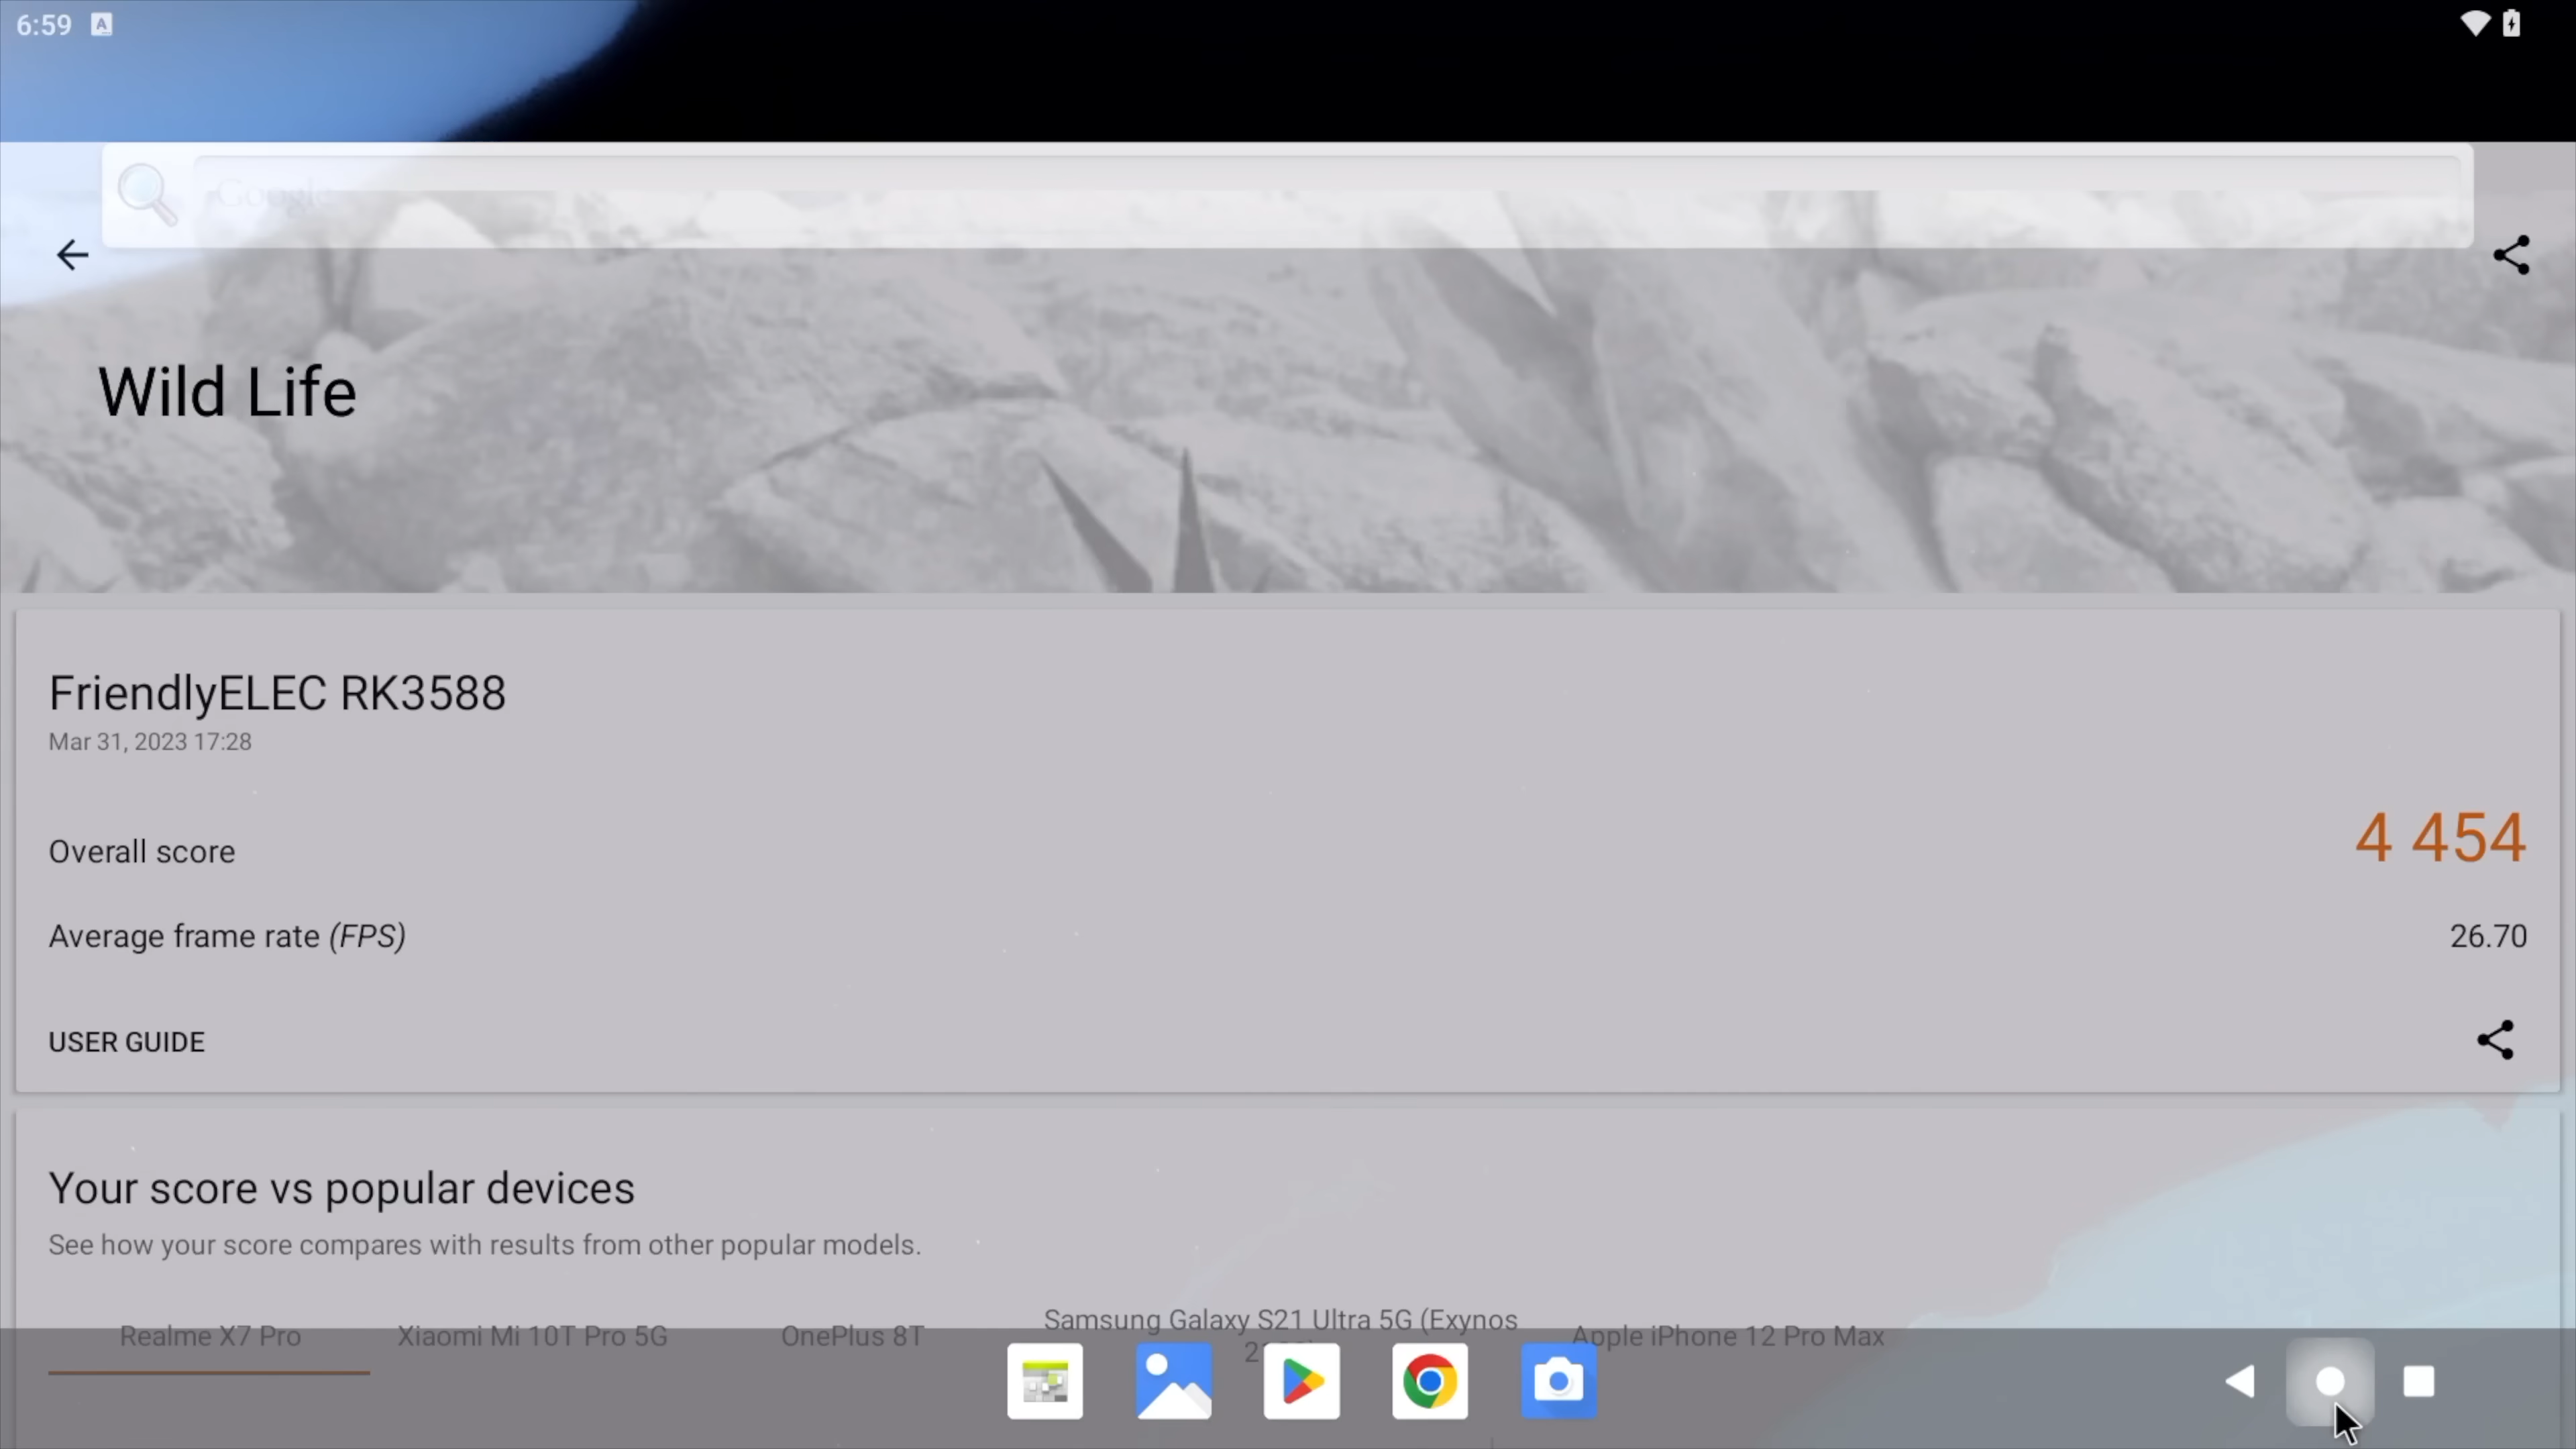 6:59
Google
Wild Life
FriendlyELEC RK3588
Mar 31, 2023 17:28
Overall score
4 454
Average frame rate (FPS)
26.70
USER GUIDE
Your score vs popular devices
See how your score compares with results from other popular models.
Realme X7 Pro
Xiaomi Mi 10T Pro 5G
OnePlus 8T
Samsung Galaxy S21 Ultra 5G (Exynos
Apple iPhone 12 Pro Max